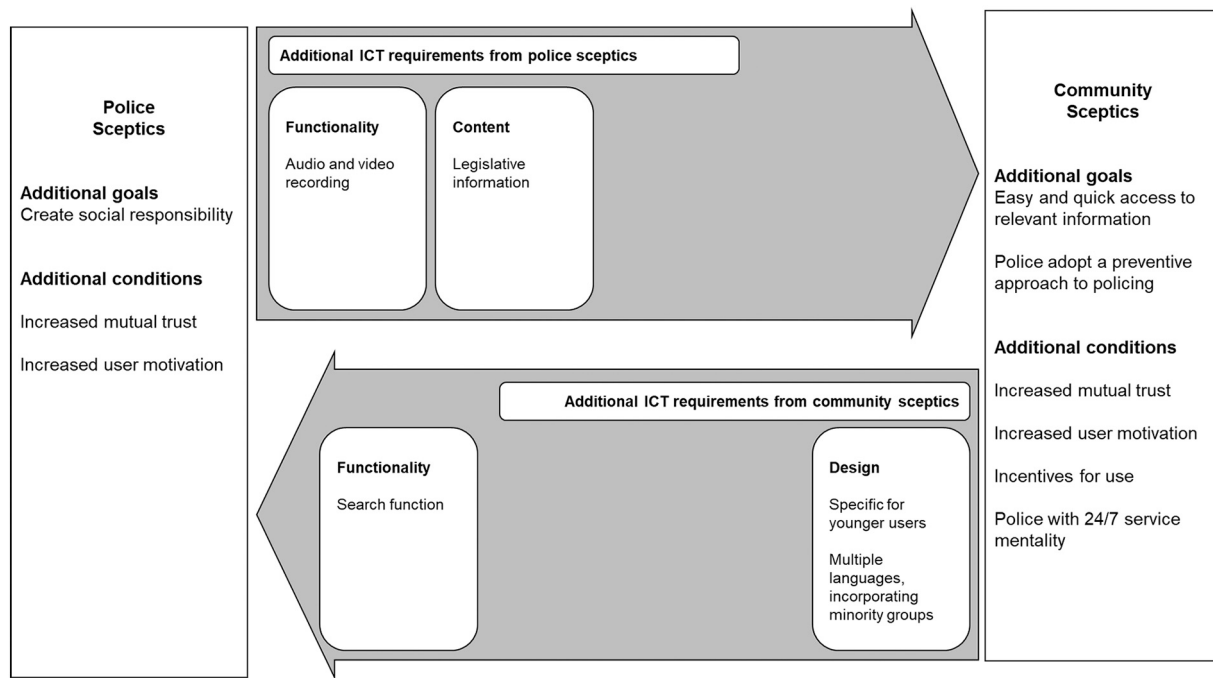 Police
Sceptics
Additional goals
Create social responsibility
Additional conditions
Increased mutual trust
Increased user motivation
Additional ICT requirements from police sceptics
Functionality
Audio and video
recording
Content
Legislative
information
Additional ICT requirements from community sceptics
Functionality
Search function
Design
Specific for
younger users
Multiple
languages,
incorporating
minority groups
Community
Sceptics
Additional goals
Easy and quick access to
relevant information
Police adopt a preventive
approach to policing
Additional conditions
Increased mutual trust
Increased user motivation
Incentives for use
Police with 24/7 service
mentality